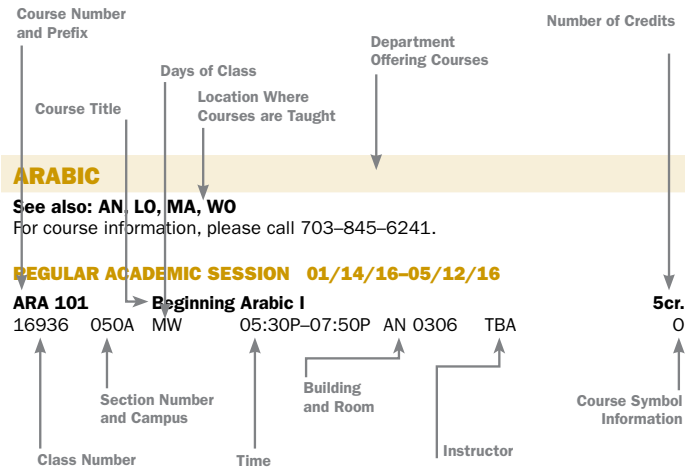 Course Number
and Prefix
Number of Credits
Department
Offering Courses
Days of Class
Location Where
Courses are Taught
Course Title
ARABIC
See also: AN, LO, MA, WO
For course information, please call 703–845–6241.
REGULAR ACADEMIC SESSION 01/14/16–05/12/16
ARA 101 Beginning Arabic I 5cr.
16936 050A MW 05:30P–07:50P AN 0306 TBA O
Section Number
and Campus
Building
and Room
Course Symbol
Information
Class Number
Time
Instructor